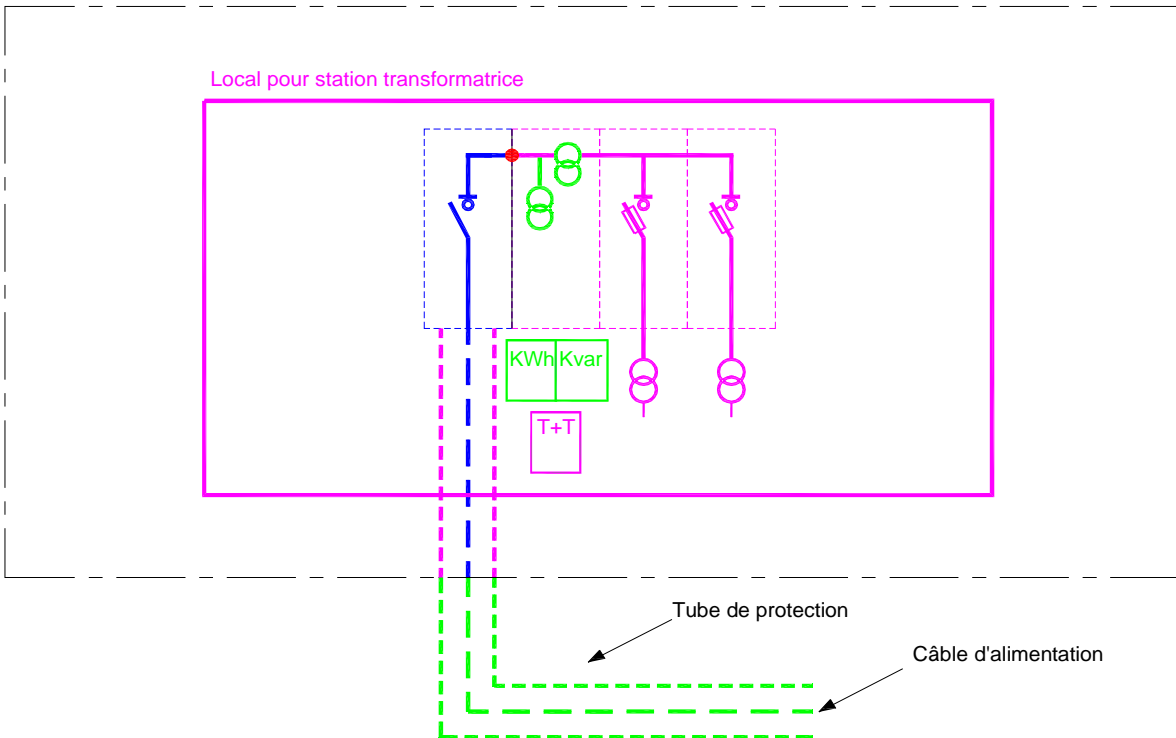 Local pour station transformatrice
KWh Kvar
T+T
Tube de protection
Câble d'alimentation